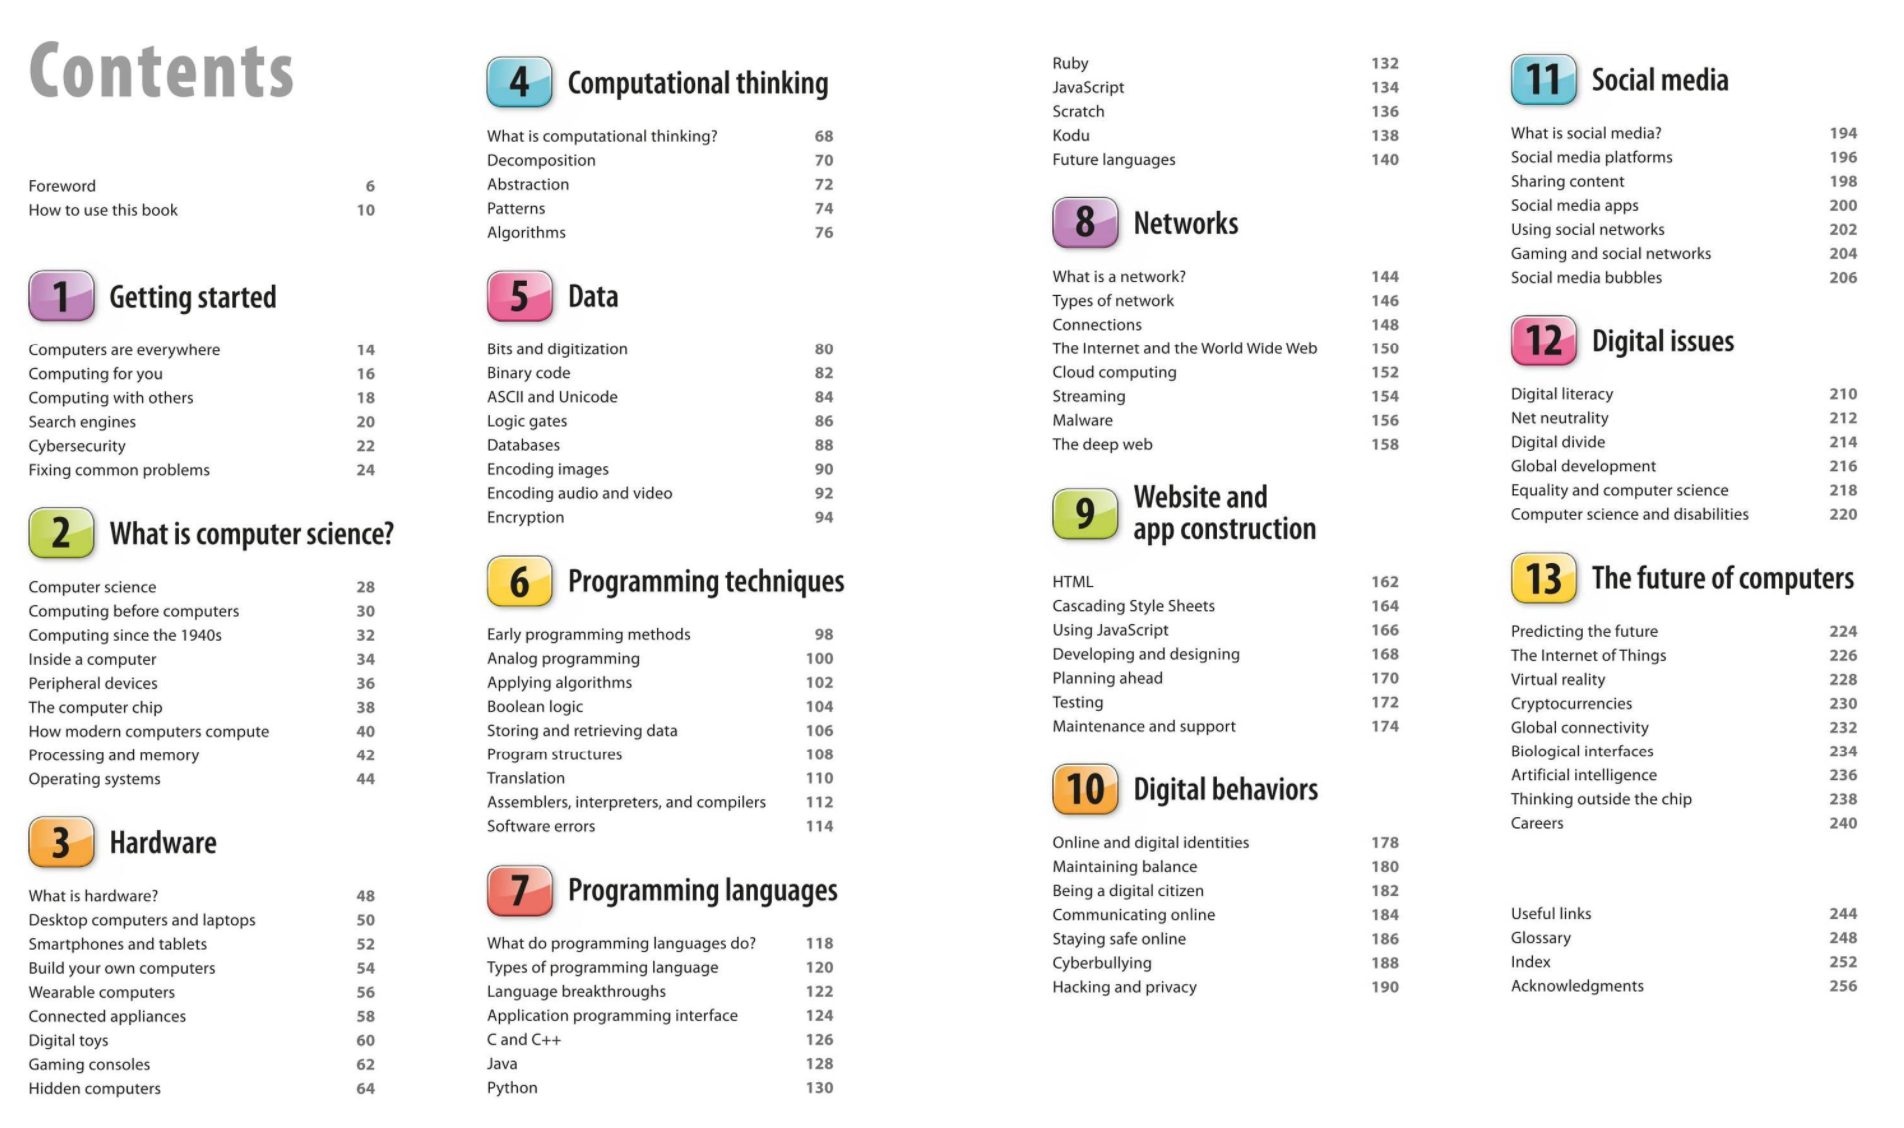 Contents
Foreword 6
How to use this book 10
1 Getting started
Computers are everywhere 14
Computing for you 16
Computing with others 18
Search engines 20
Cybersecurity 22
Fixing common problems 24
2 What is computer science?
Computer science 28
Computing before computers 30
Computing since the 1940s 32
Inside a computer 34
Peripheral devices 36
The computer chip 38
How modern computers compute 40
Processing and memory 42
Operating systems 44
3 Hardware
What is hardware? 48
Desktop computers and laptops 50
Smartphones and tablets 52
Build your own computers 54
Wearable computers 56
Connected appliances 58
Digital toys 60
Gaming consoles 62
Hidden computers 64
4 Computational thinking
What is computational thinking? 68
Decomposition 70
Abstraction 72
Patterns 74
Algorithms 76
5 Data
Bits and digitization 80
Binary code 82
ASCII and Unicode 84
Logic gates 86
Databases 88
Encoding images 90
Encoding audio and video 92
Encryption 94
6 Programming techniques
Early programming methods 98
Analog programming 100
Applying algorithms 102
Boolean logic 104
Storing and retrieving data 106
Program structures 108
Translation 110
Assemblers, interpreters, and compilers 112
Software errors 114
7 Programming languages
What do programming languages do? 118
Types of programming language 120
Language breakthroughs 122
Application programming interface 124
C and C++ 126
Java 128
Python 130
Ruby 132
JavaScript 134
Scratch 136
Kodu 138
Future languages 140
8 Networks
What is a network? 144
Types of network 146
Connections 148
The Internet and the World Wide Web 150
Cloud computing 152
Streaming 154
Malware 156
The deep web 158
9 Website and
app construction
HTML 162
Cascading Style Sheets 164
Using JavaScript 166
Developing and designing 168
Planning ahead 170
Testing 172
Maintenance and support 174
10 Digital behaviors
Online and digital identities 178
Maintaining balance 180
Being a digital citizen 182
Communicating online 184
Staying safe online 186
Cyberbullying 188
Hacking and privacy 190
11 Social media
What is social media? 194
Social media platforms 196
Sharing content 198
Social media apps 200
Using social networks 202
Gaming and social networks 204
Social media bubbles 206
12 Digital issues
Digital literacy 210
Net neutrality 212
Digital divide 214
Global development 216
Equality and computer science 218
Computer science and disabilities 220
13 The future of computers
Predicting the future 224
The Internet of Things 226
Virtual reality 228
Cryptocurrencies 230
Global connectivity 232
Biological interfaces 234
Artificial intelligence 236
Thinking outside the chip 238
Careers 240
Useful links 244
Glossary 248
Index 252
Acknowledgments 256